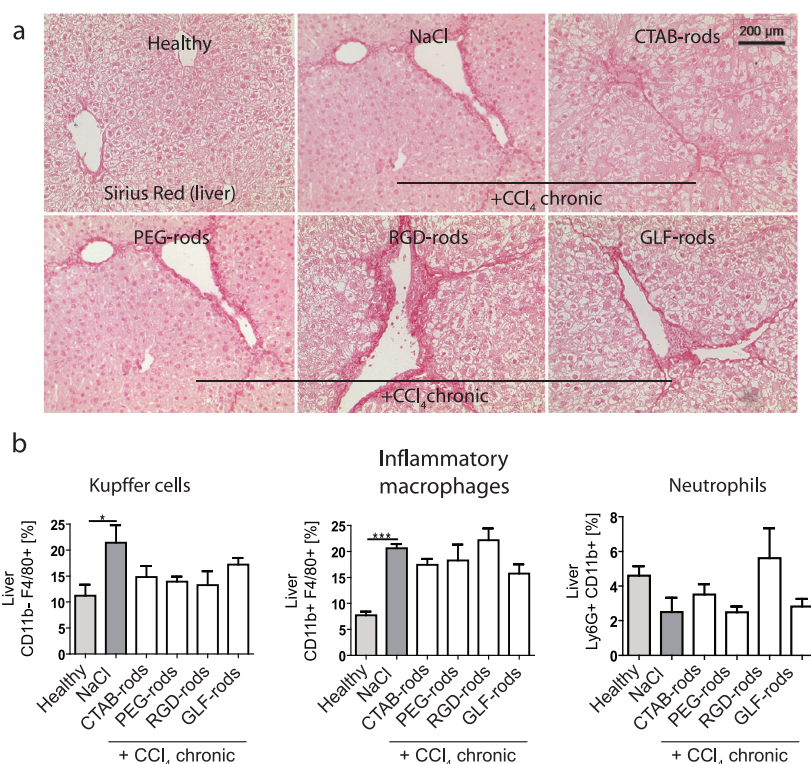 a
Healthy
NaCl
CTAB-rods
200 µm
Sirius Red (liver)
+CCl4 chronic
PEG-rods
RGD-rods
GLF-rods
+CCl4 chronic
b
Kupffer cells
Liver
CD11b- F4/80+ [%]
25
20
15
10
5
0
*
Healthy
NaCl
CTAB-rods
PEG-rods
RGD-rods
GLF-rods
+ CCl4 chronic
Inflammatory
macrophages
Liver
CD11b+ F4/80+ [%]
25
20
15
10
5
0
***
Healthy
NaCl
CTAB-rods
PEG-rods
RGD-rods
GLF-rods
+ CCl4 chronic
Neutrophils
Liver
Ly6G+ CD11b+ [%]
8
6
4
2
0
Healthy
NaCl
CTAB-rods
PEG-rods
RGD-rods
GLF-rods
+ CCl4 chronic